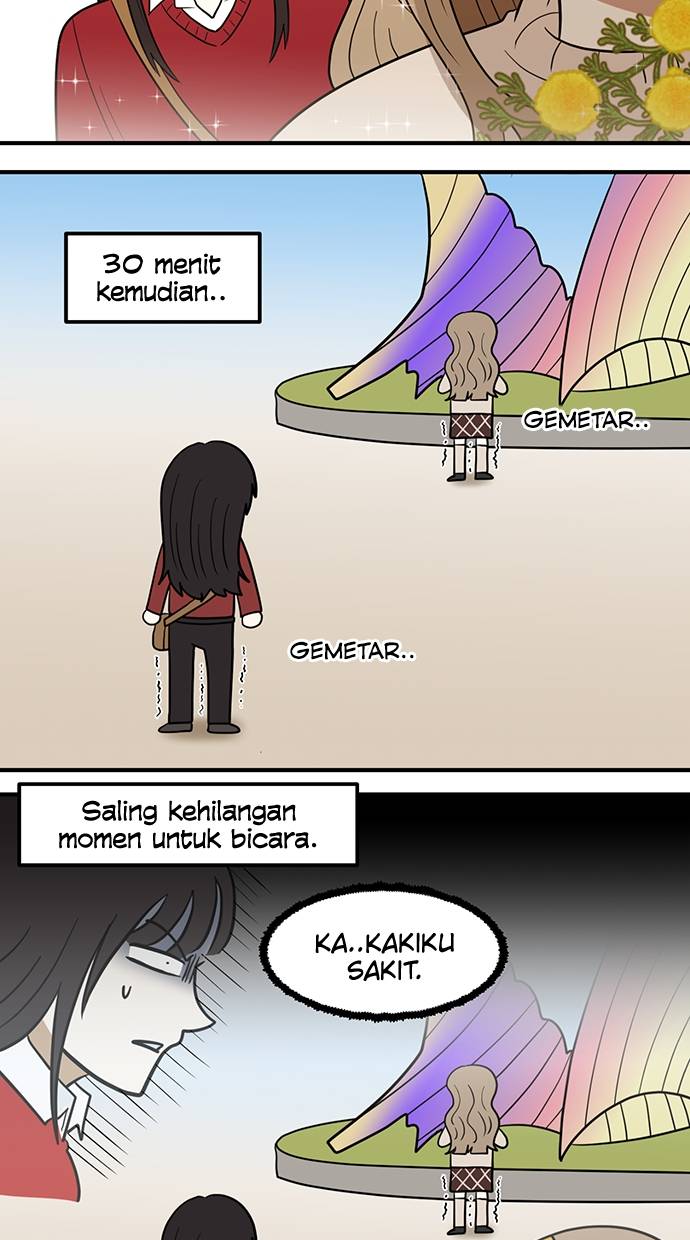 30 menit
kemudian..
GEMETAR..
GEMETAR..
Saling kehilangan
momen untuk bicara.
KA..KAKIKU
SAKIT.